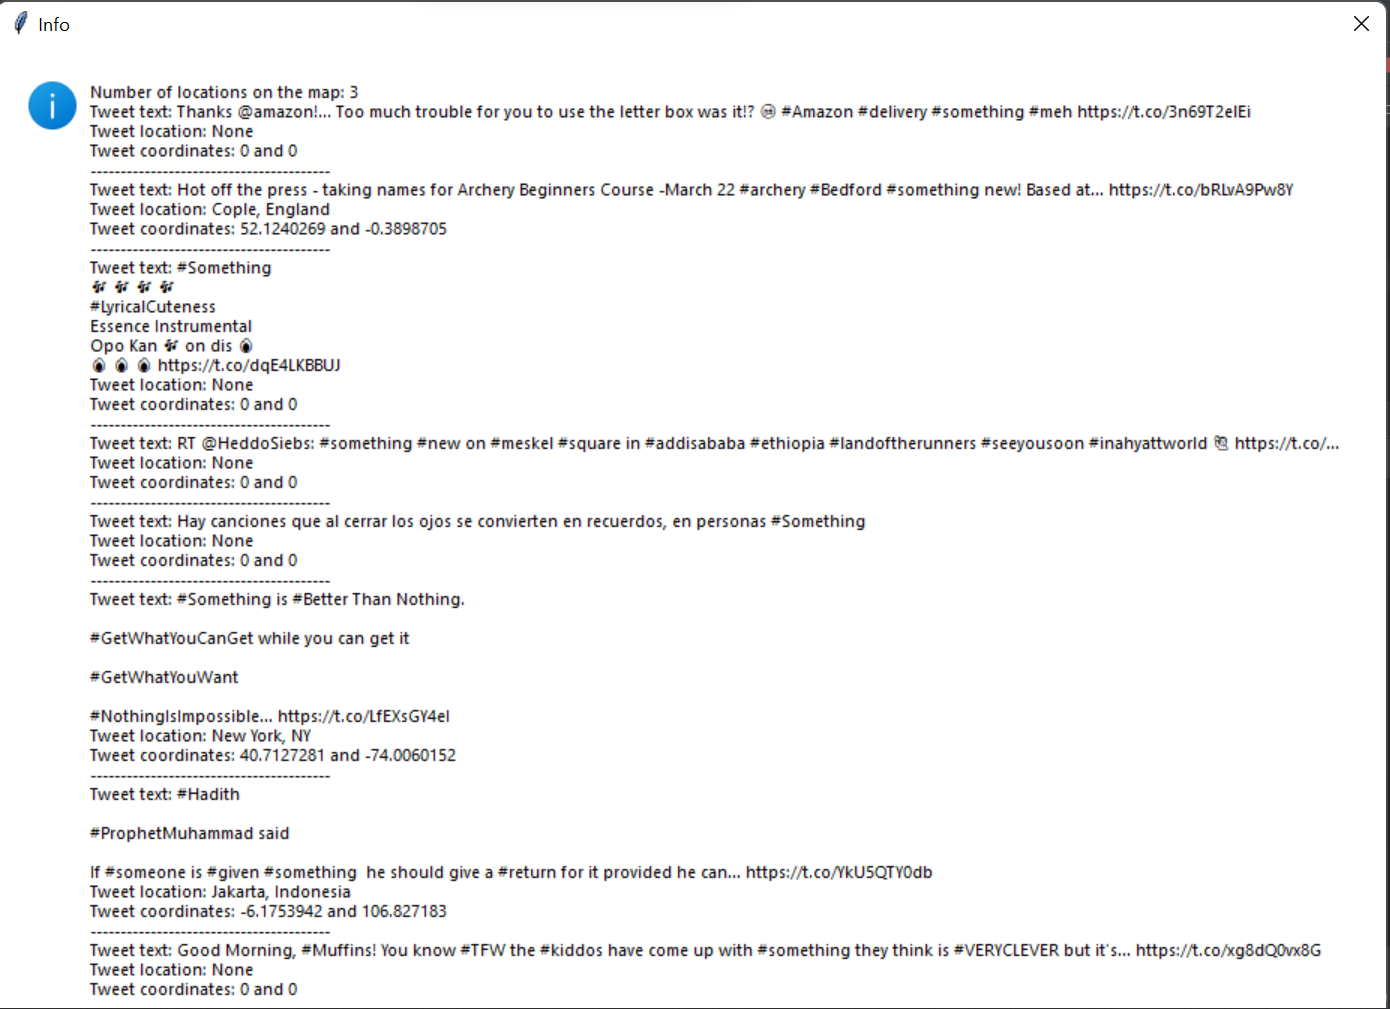 Info
Number of locations on the map: 3
Tweet text: Thanks @amazon!... Too much trouble for you to use the letter box was it!? 😒 #Amazon #delivery #something #meh https://t.co/3n69T2elEi
Tweet location: None
Tweet coordinates: 0 and 0
----------------------------------------
Tweet text: Hot off the press - taking names for Archery Beginners Course -March 22 #archery #Bedford #something new! Based at... https://t.co/bRLvA9Pw8Y
Tweet location: Cople, England
Tweet coordinates: 52.1240269 and -0.3898705
----------------------------------------
Tweet text: #Something
🎶 🎶 🎶 🎶
#LyricalCuteness
Essence Instrumental
Opo Kan 🎶 on dis 🔥
🔥 🔥 🔥 https://t.co/dqE4LKBBUJ
Tweet location: None
Tweet coordinates: 0 and 0
----------------------------------------
Tweet text: RT @HeddoSiebs: #something #new on #meskel #square in #addisababa #ethiopia #landoftherunners #seeyousoon #inahyattworld https://t.co/...
Tweet location: None
Tweet coordinates: 0 and 0
----------------------------------------
Tweet text: Hay canciones que al cerrar los ojos se convierten en recuerdos, en personas #Something
Tweet location: None
Tweet coordinates: 0 and 0
----------------------------------------
Tweet text: #Something is #Better Than Nothing.
#GetWhatYouCanGet while you can get it
#GetWhatYouWant
#NothingIsImpossible... https://t.co/LfEXsGY4el
Tweet location: New York, NY
Tweet coordinates: 40.7127281 and -74.0060152
----------------------------------------
Tweet text: #Hadith
#ProphetMuhammad said
If #someone is #given #something  he should give a #return for it provided he can... https://t.co/YkU5QTY0db
Tweet location: Jakarta, Indonesia
Tweet coordinates: -6.1753942 and 106.827183
----------------------------------------
Tweet text: Good Morning, #Muffins! You know #TFW the #kiddos have come up with #something they think is #VERYCLEVER but it's... https://t.co/xg8dQ0vx8G
Tweet location: None
Tweet coordinates: 0 and 0